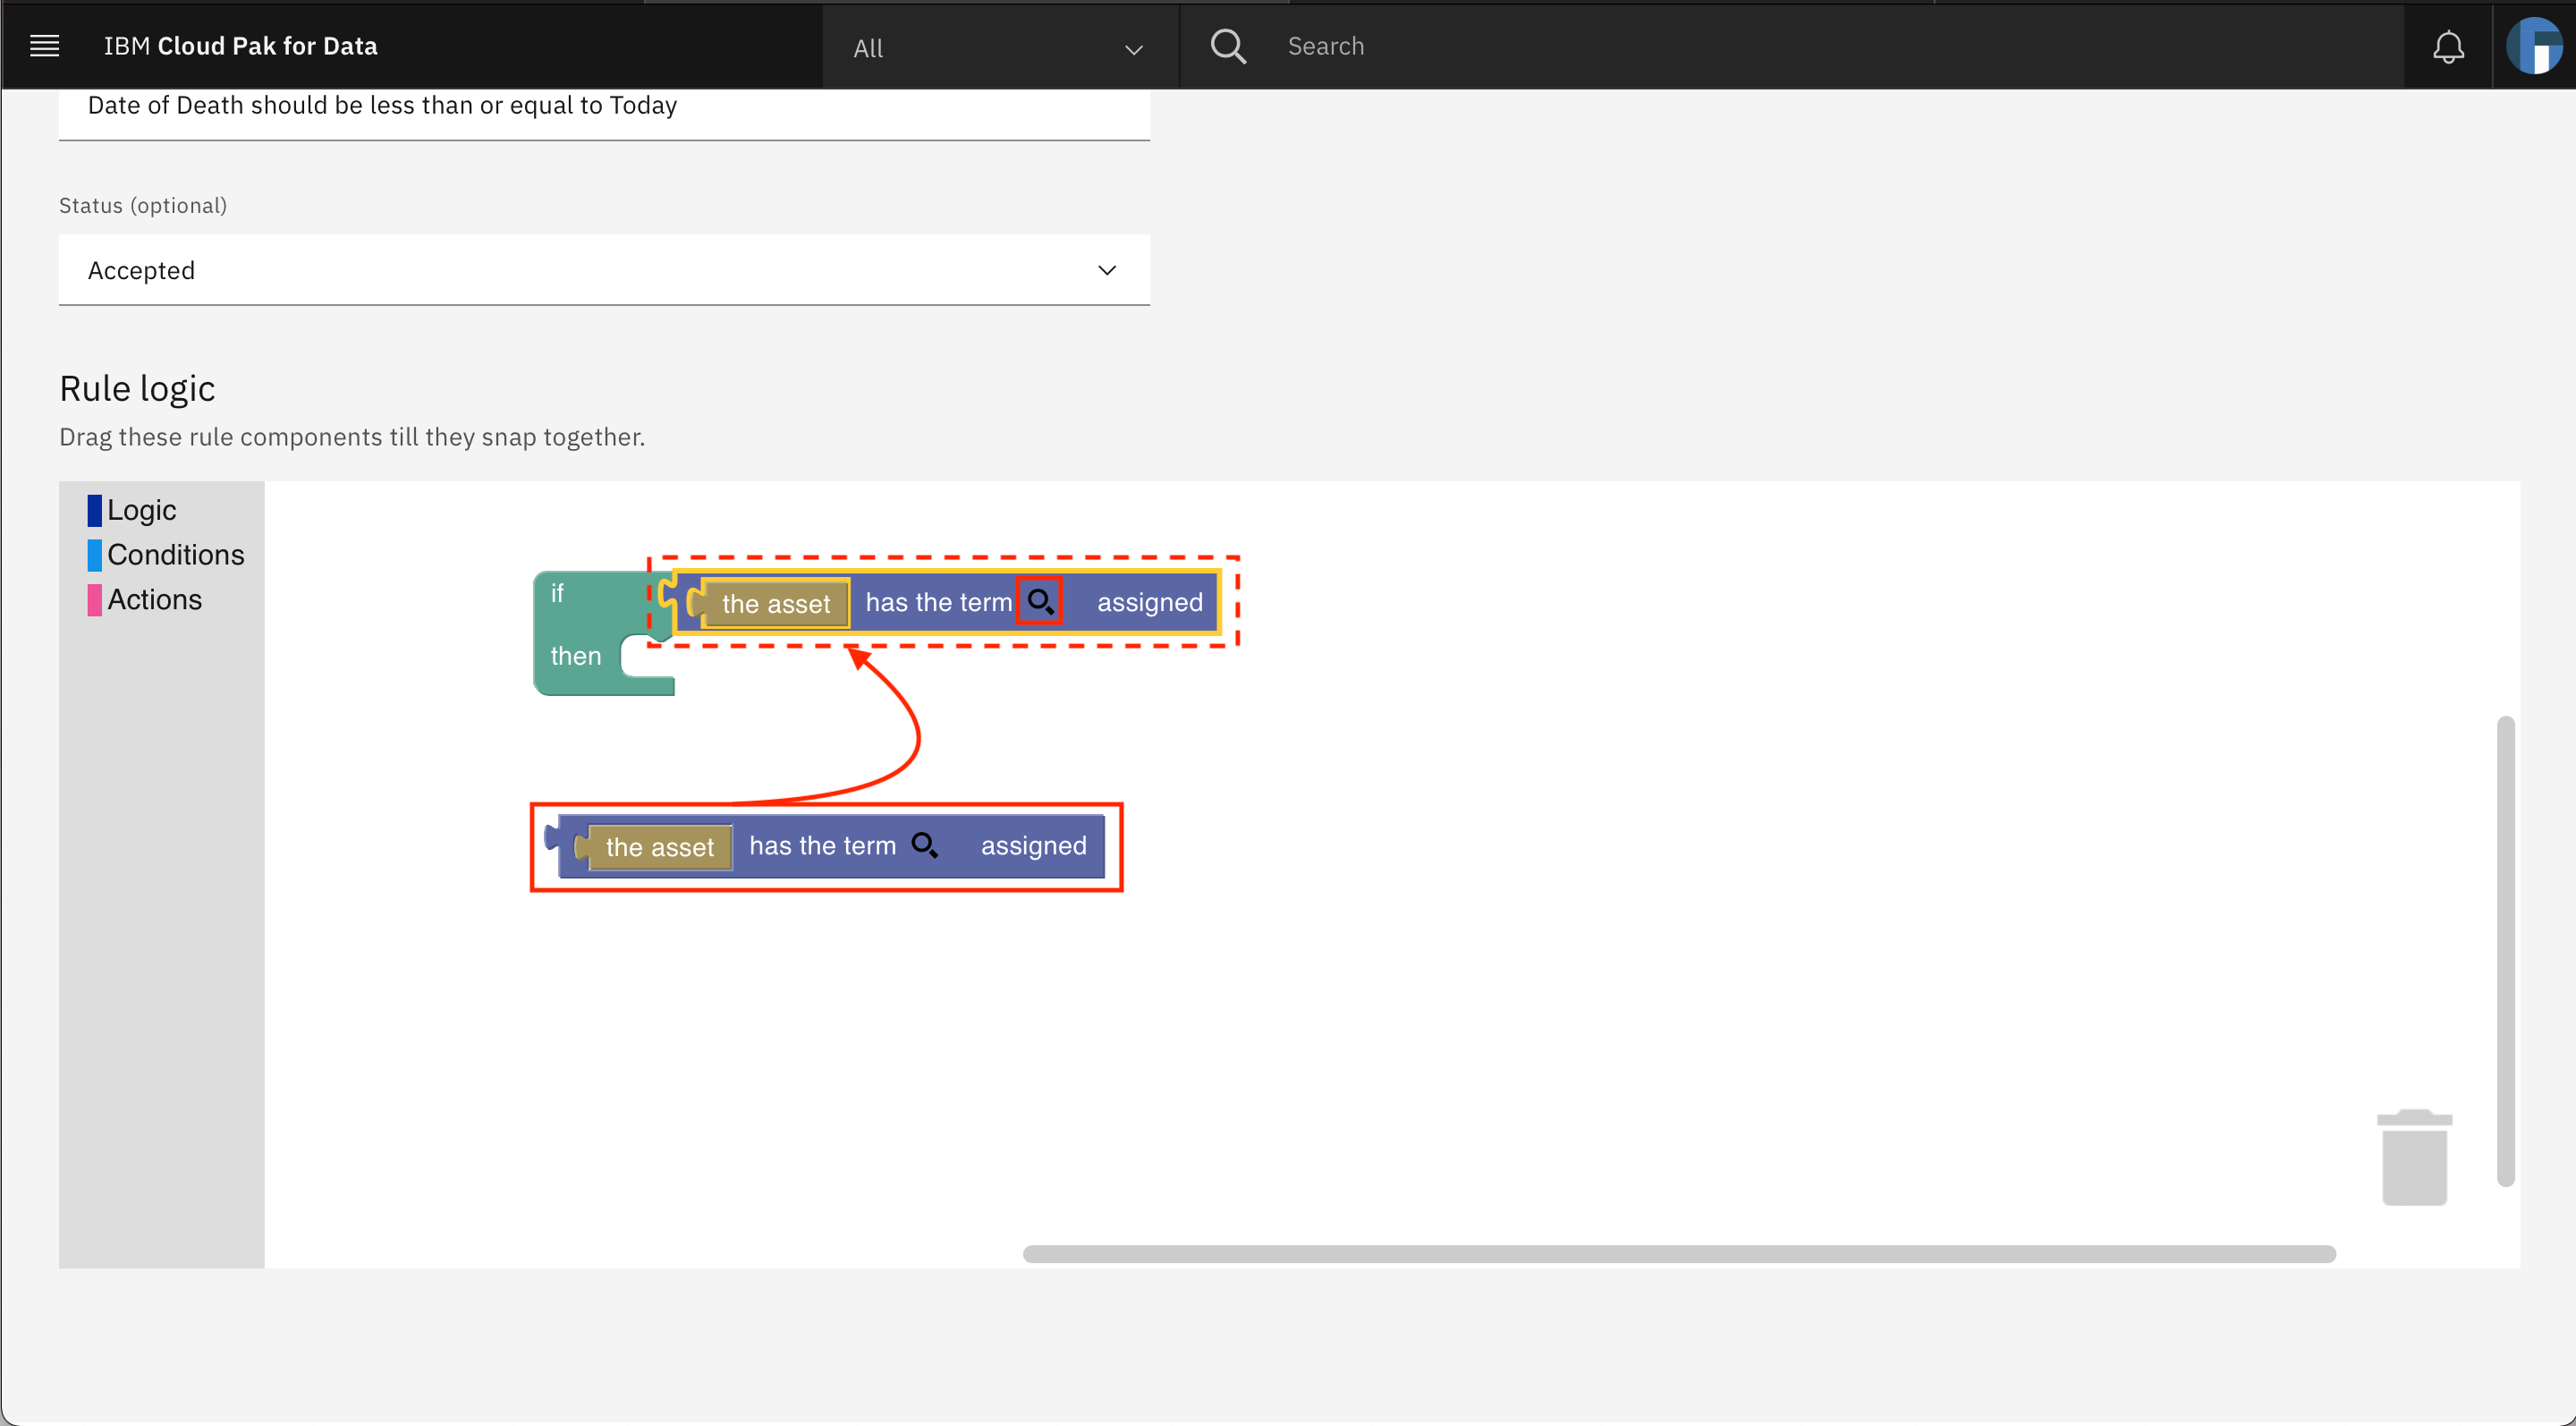 IBM Cloud Pak for Data
All
Search
Date of Death should be less than or equal to Today
Status (optional)
Accepted
Rule logic
Drag these rule components till they snap together.
Logic
Conditions
Actions
if the asset has the term assigned
then
the asset has the term assigned